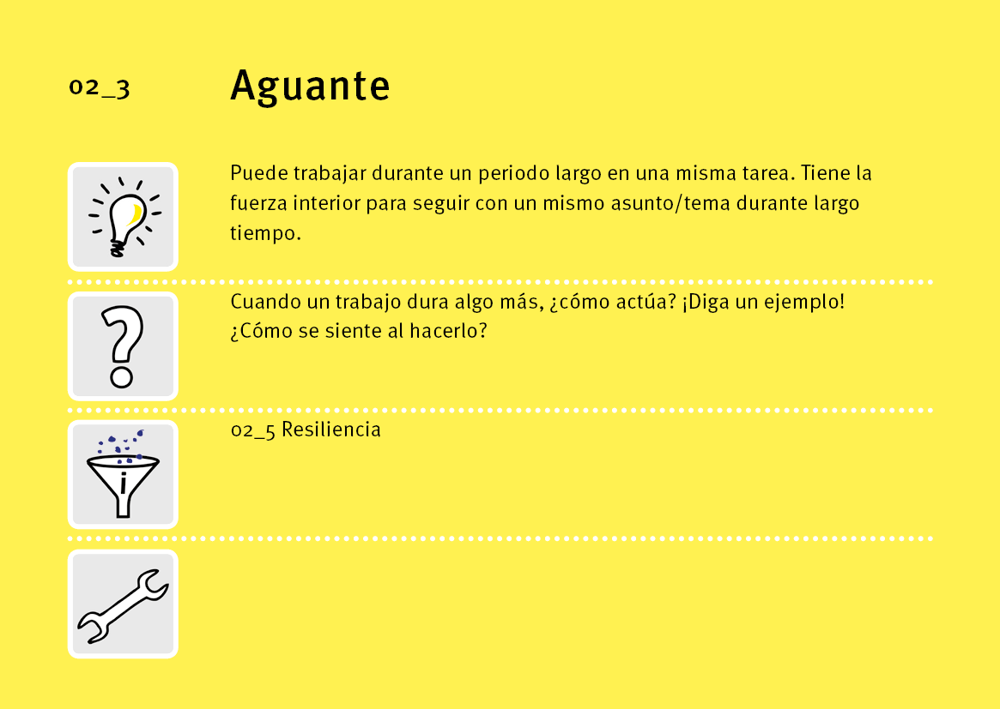 02_3
Aguante
Puede trabajar durante un periodo largo en una misma tarea. Tiene la
fuerza interior para seguir con un mismo asunto/tema durante largo
tiempo.
Cuando un trabajo dura algo más, ¿cómo actúa? ¡Diga un ejemplo!
¿Cómo se siente al hacerlo?
02_5 Resiliencia
i